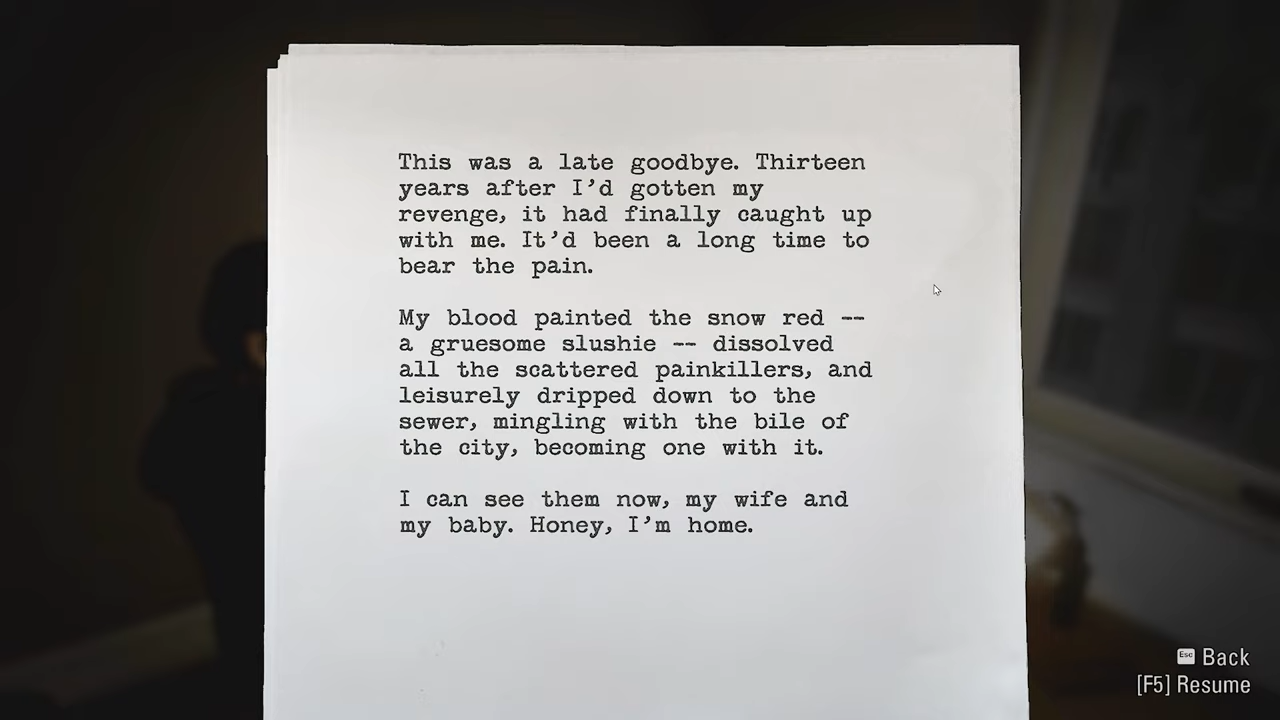 This was a late goodbye. Thirteen
years after I’d gotten my
revenge, it had finally caught up
with me. It’d been a long time to
bear the pain.
My blood painted the snow red --
a gruesome slushie -- dissolved
all the scattered painkillers, and
leisurely dripped down to the
sewer, mingling with the bile of
the city, becoming one with it.
I can see them now, my wife and
my baby. Honey, I’m home.
Esc Back
[F5] Resume